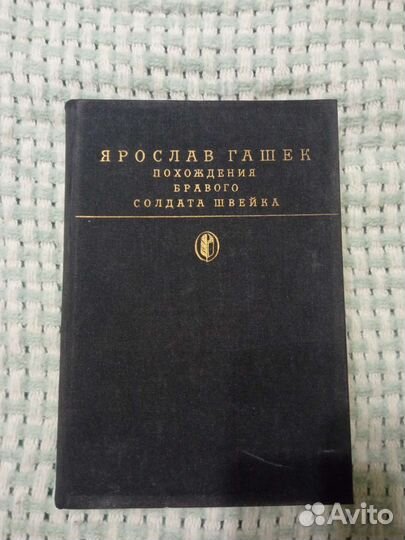 ЯРОСЛАВ ГАШЕК
ПОХОЖДЕНИЯ
БРАВОГО
СОЛДАТА ШВЕЙКА
Avito